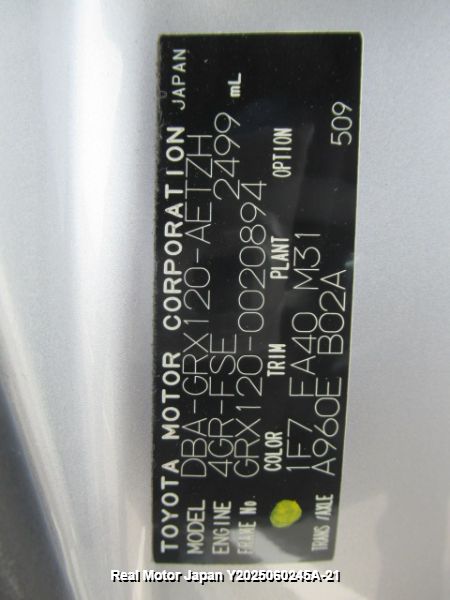 TOYOTA MOTOR CORPORATION JAPAN
MODEL DBA-GRX120-AETZH
ENGINE 4GR-FSE 2499 mL
FRAME No GRX120-0020894
COLOR TRIM PLANT OPTION
1F7 FA40 M31
TRANS/AXLE A960E B02A 509
Real Motor Japan Y2025060245A-21